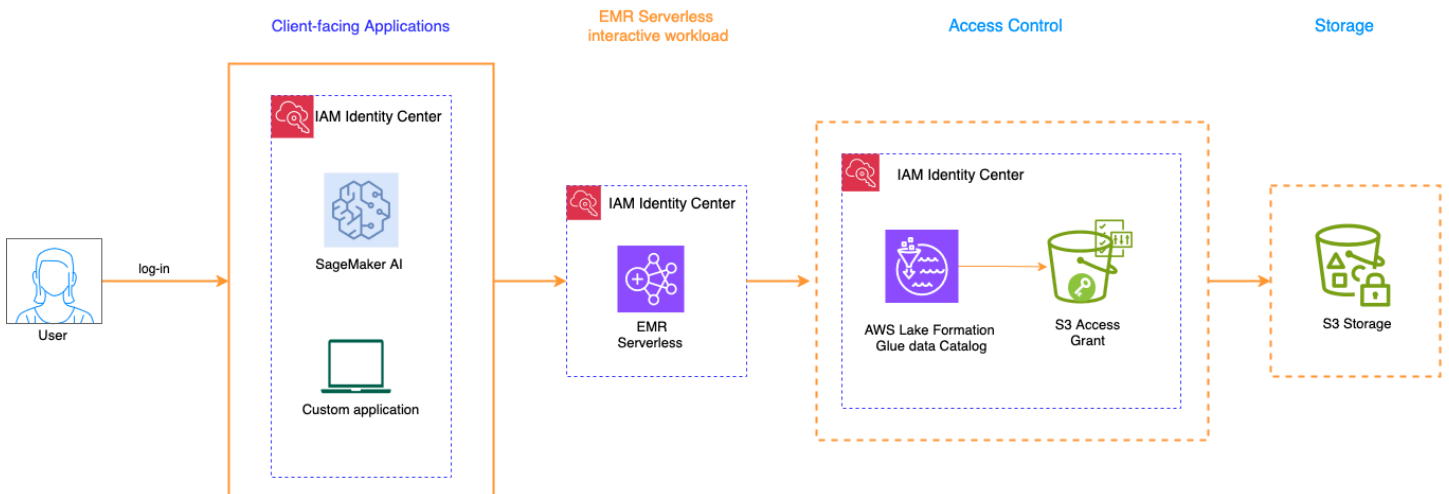 Client-facing Applications
EMR Serverless
interactive workload
Access Control
Storage
IAM Identity Center
SageMaker AI
Custom application
log-in
User
IAM Identity Center
EMR
Serverless
IAM Identity Center
AWS Lake Formation
Glue data Catalog
S3 Access
Grant
S3 Storage